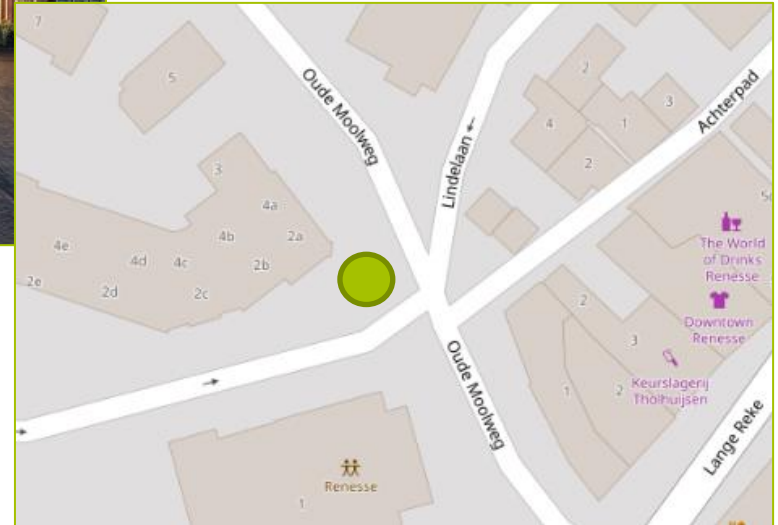 7
5
Oude Moolweg
Lindelaan ←
2
3
1
4
2
Achterpad
3
4a
4b
2a
4e
4d
4c
2b
2e
2d
2c
The World
of Drinks
Renesse
Downtown
Renesse
2
3
Keurslagerij
Tholhuijsen
1
2
Oude Moolweg
Lange Reke
→
→
Renesse
1